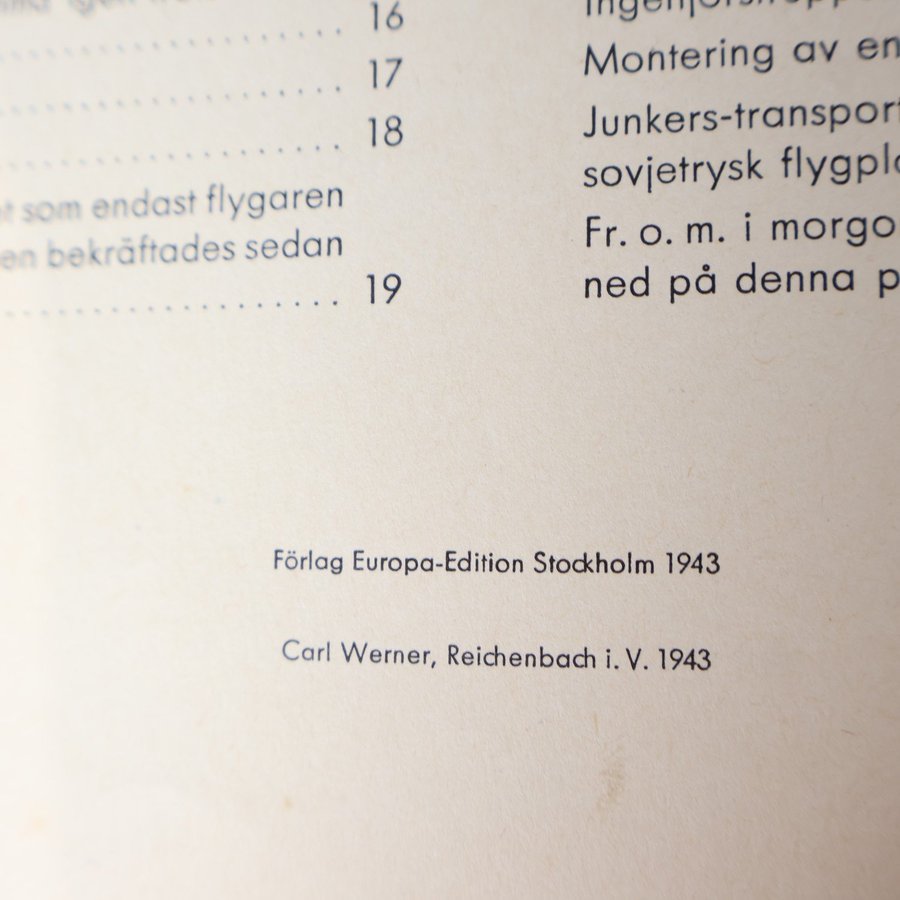 16
17
18
som endast flygaren
en bekräftades sedan
19
Montering av en
Junkers-transport
sovjetrysk flygpla
Fr. o. m. i morgo
ned på denna p
Förlag Europa-Edition Stockholm 1943
Carl Werner, Reichenbach i. V. 1943